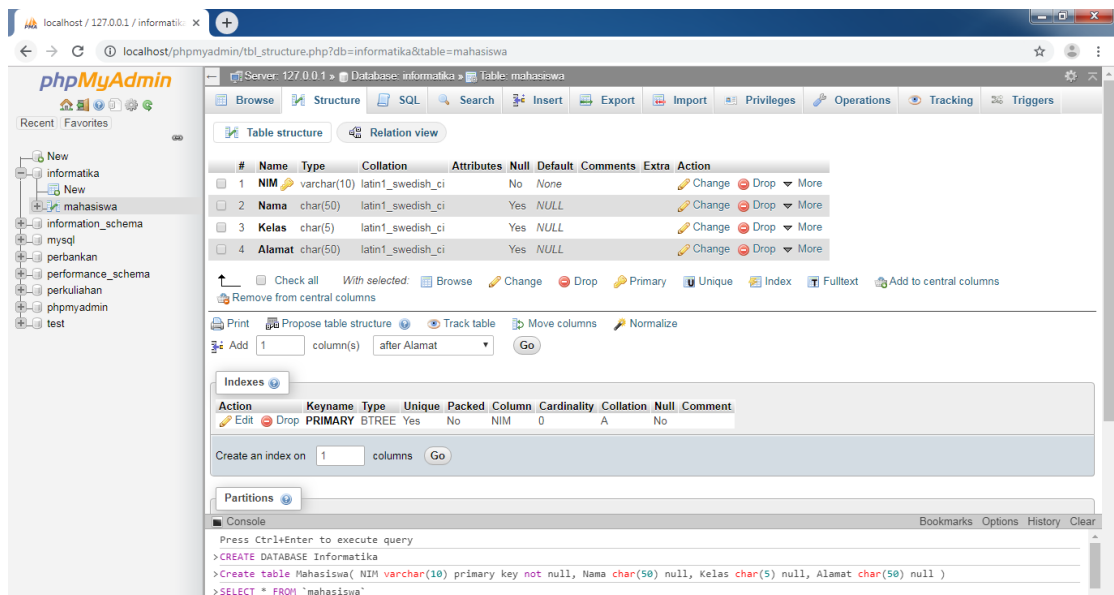 localhost / 127.0.0.1 / informatik
localhost/phpmyadmin/tbl_structure.php?db=informatika&table=mahasiswa
phpMyAdmin
Recent Favorites
New
informatika
New
mahasiswa
information_schema
mysql
perbankan
performance_schema
perkuliahan
phpmyadmin
test
Server: 127.0.0.1 » Database: informatika » Table: mahasiswa
Browse Structure SQL Search Insert Export Import Privileges Operations Tracking Triggers
Table structure Relation view
# Name Type Collation Attributes Null Default Comments Extra Action
1 NIM varchar(10) latin1_swedish_ci No None Change Drop More
2 Nama char(50) latin1_swedish_ci Yes NULL Change Drop More
3 Kelas char(5) latin1_swedish_ci Yes NULL Change Drop More
4 Alamat char(50) latin1_swedish_ci Yes NULL Change Drop More
Check all With selected: Browse Change Drop Primary Unique Index Fulltext Add to central columns
Remove from central columns
Print Propose table structure Track table Move columns Normalize
Add 1 column(s) after Alamat Go
Indexes
Action Keyname Type Unique Packed Column Cardinality Collation Null Comment
Edit Drop PRIMARY BTREE Yes No NIM 0 A No
Create an index on 1 columns Go
Partitions
Console Bookmarks Options History Clear
Press Ctrl+Enter to execute query
>CREATE DATABASE Informatika
>Create table Mahasiswa( NIM varchar(10) primary key not null, Nama char(50) null, Kelas char(5) null, Alamat char(50) null )
>SELECT * FROM `mahasiswa`